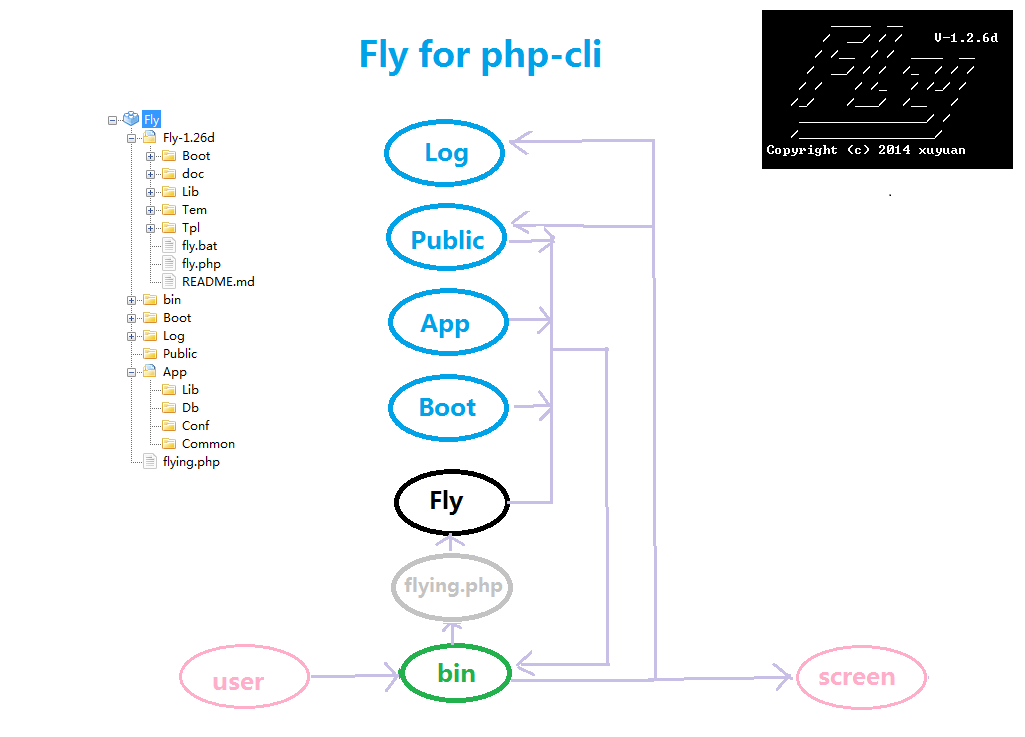 Fly for php-cli
V-1.2.6d
Fly
Copyright (c) 2014 xuyuan
Fly
Fly-1.26d
Boot
doc
Lib
Tem
Tpl
fly.bat
fly.php
README.md
bin
Boot
Log
Public
App
Lib
Db
Conf
Common
flying.php
Log
Public
App
Boot
Fly
flying.php
user
bin
screen